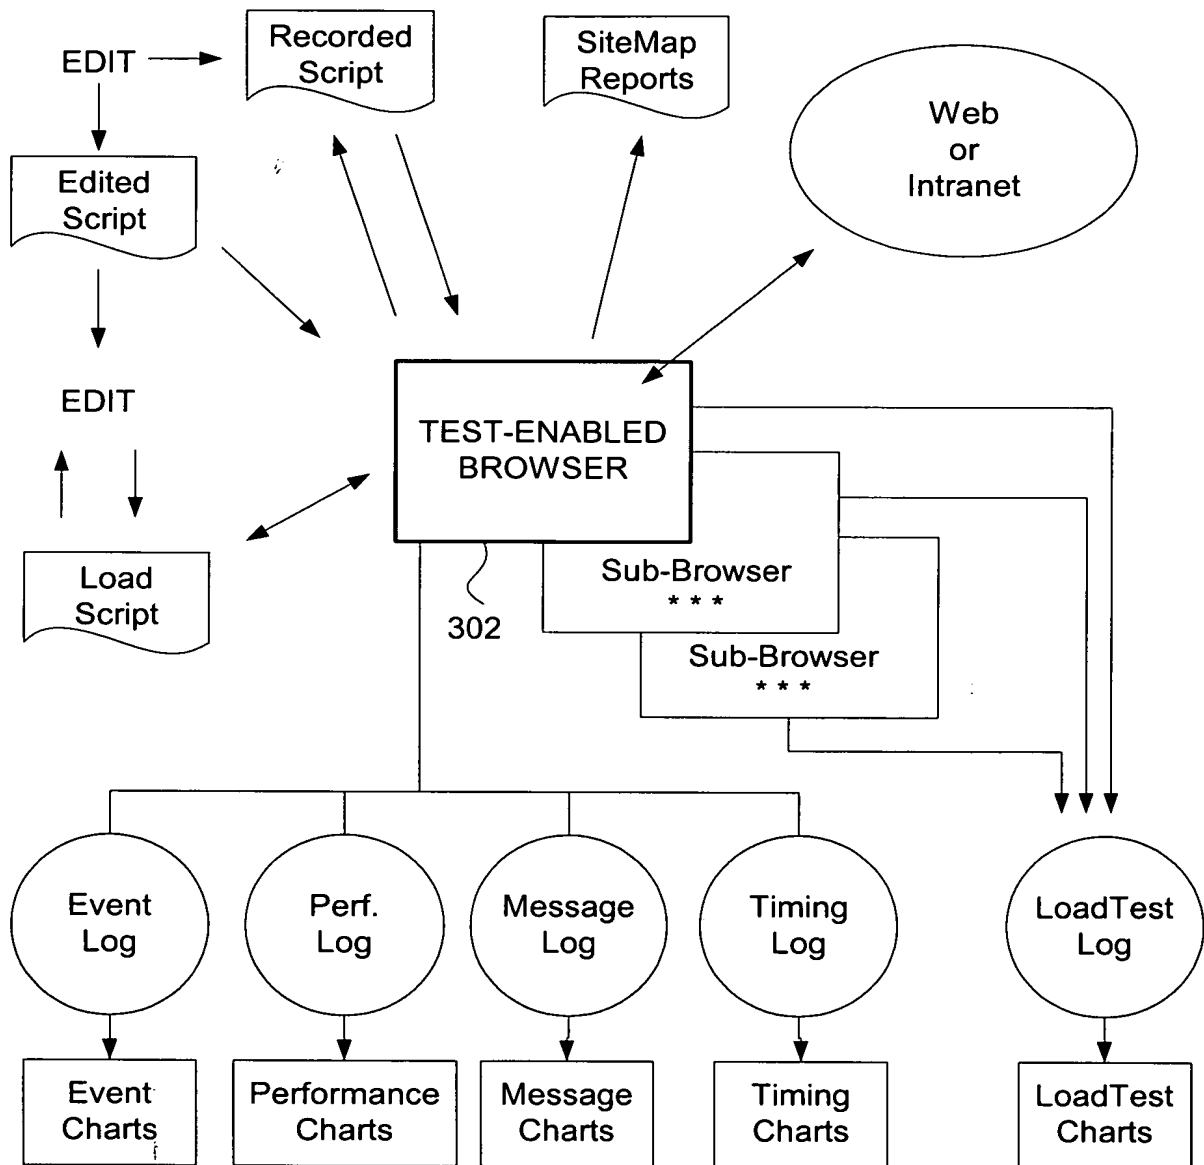 EDIT
Recorded
Script
SiteMap
Reports
Web
or
Intranet
Edited
Script
EDIT
TEST-ENABLED
BROWSER
Load
Script
302
Sub-Browser
* * *
Sub-Browser
* * *
Event
Log
Perf.
Log
Message
Log
Timing
Log
LoadTest
Log
Event
Charts
Performance
Charts
Message
Charts
Timing
Charts
LoadTest
Charts